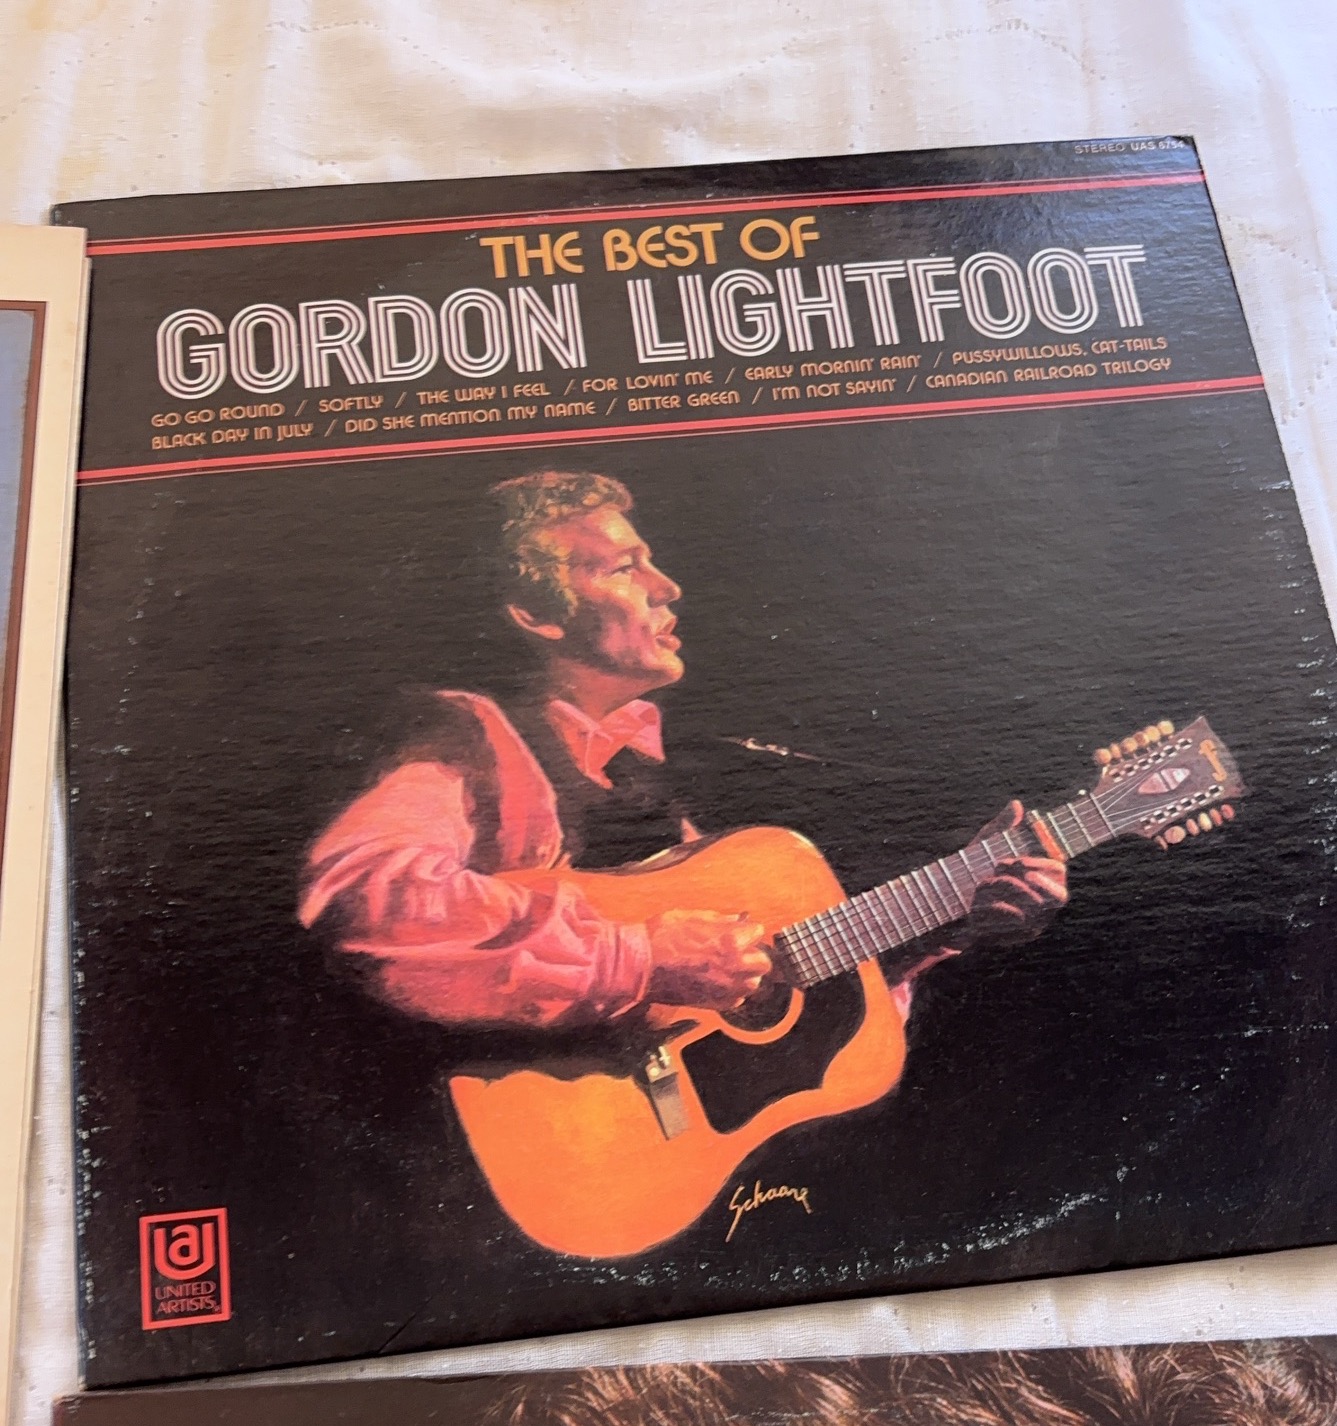 STEREO UAS 6754
THE BEST OF
GORDON LIGHTFOOT
GO GO ROUND / SOFTLY / THE WAY I FEEL / FOR LOVIN' ME / EARLY MORNIN' RAIN' / PUSSYWILLOWS, CAT-TAILS
BLACK DAY IN JULY / DID SHE MENTION MY NAME / BITTER GREEN / I'M NOT SAYIN' / CANADIAN RAILROAD TRILOGY
F
Schaare
UA
UNITED
ARTISTS